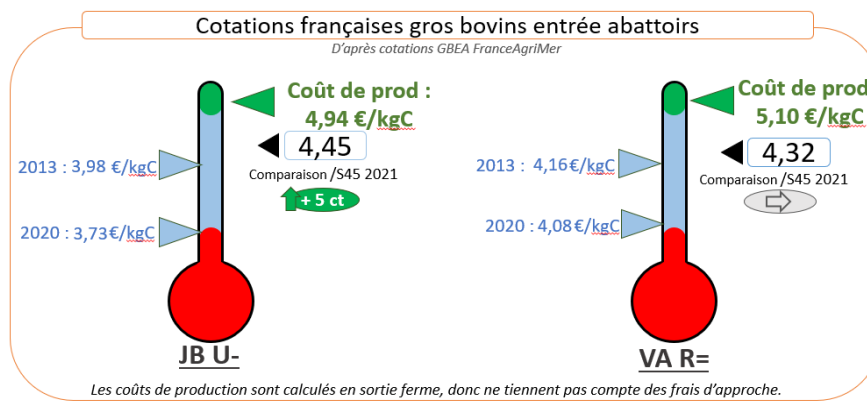 Cotations françaises gros bovins entrée abattoirs
D'après cotations GBEA FranceAgriMer
Coût de prod :
4,94 €/kgC
4,45
2013 : 3,98 €/kgC
Comparaison /S45 2021
+ 5 ct
2020 : 3,73€/kgC
JB U-
Coût de prod
5,10 €/kgC
4,32
2013 : 4,16€/kgC
Comparaison /S45 2021
2020 : 4,08€/kgC
VA R=
Les coûts de production sont calculés en sortie ferme, donc ne tiennent pas compte des frais d'approche.